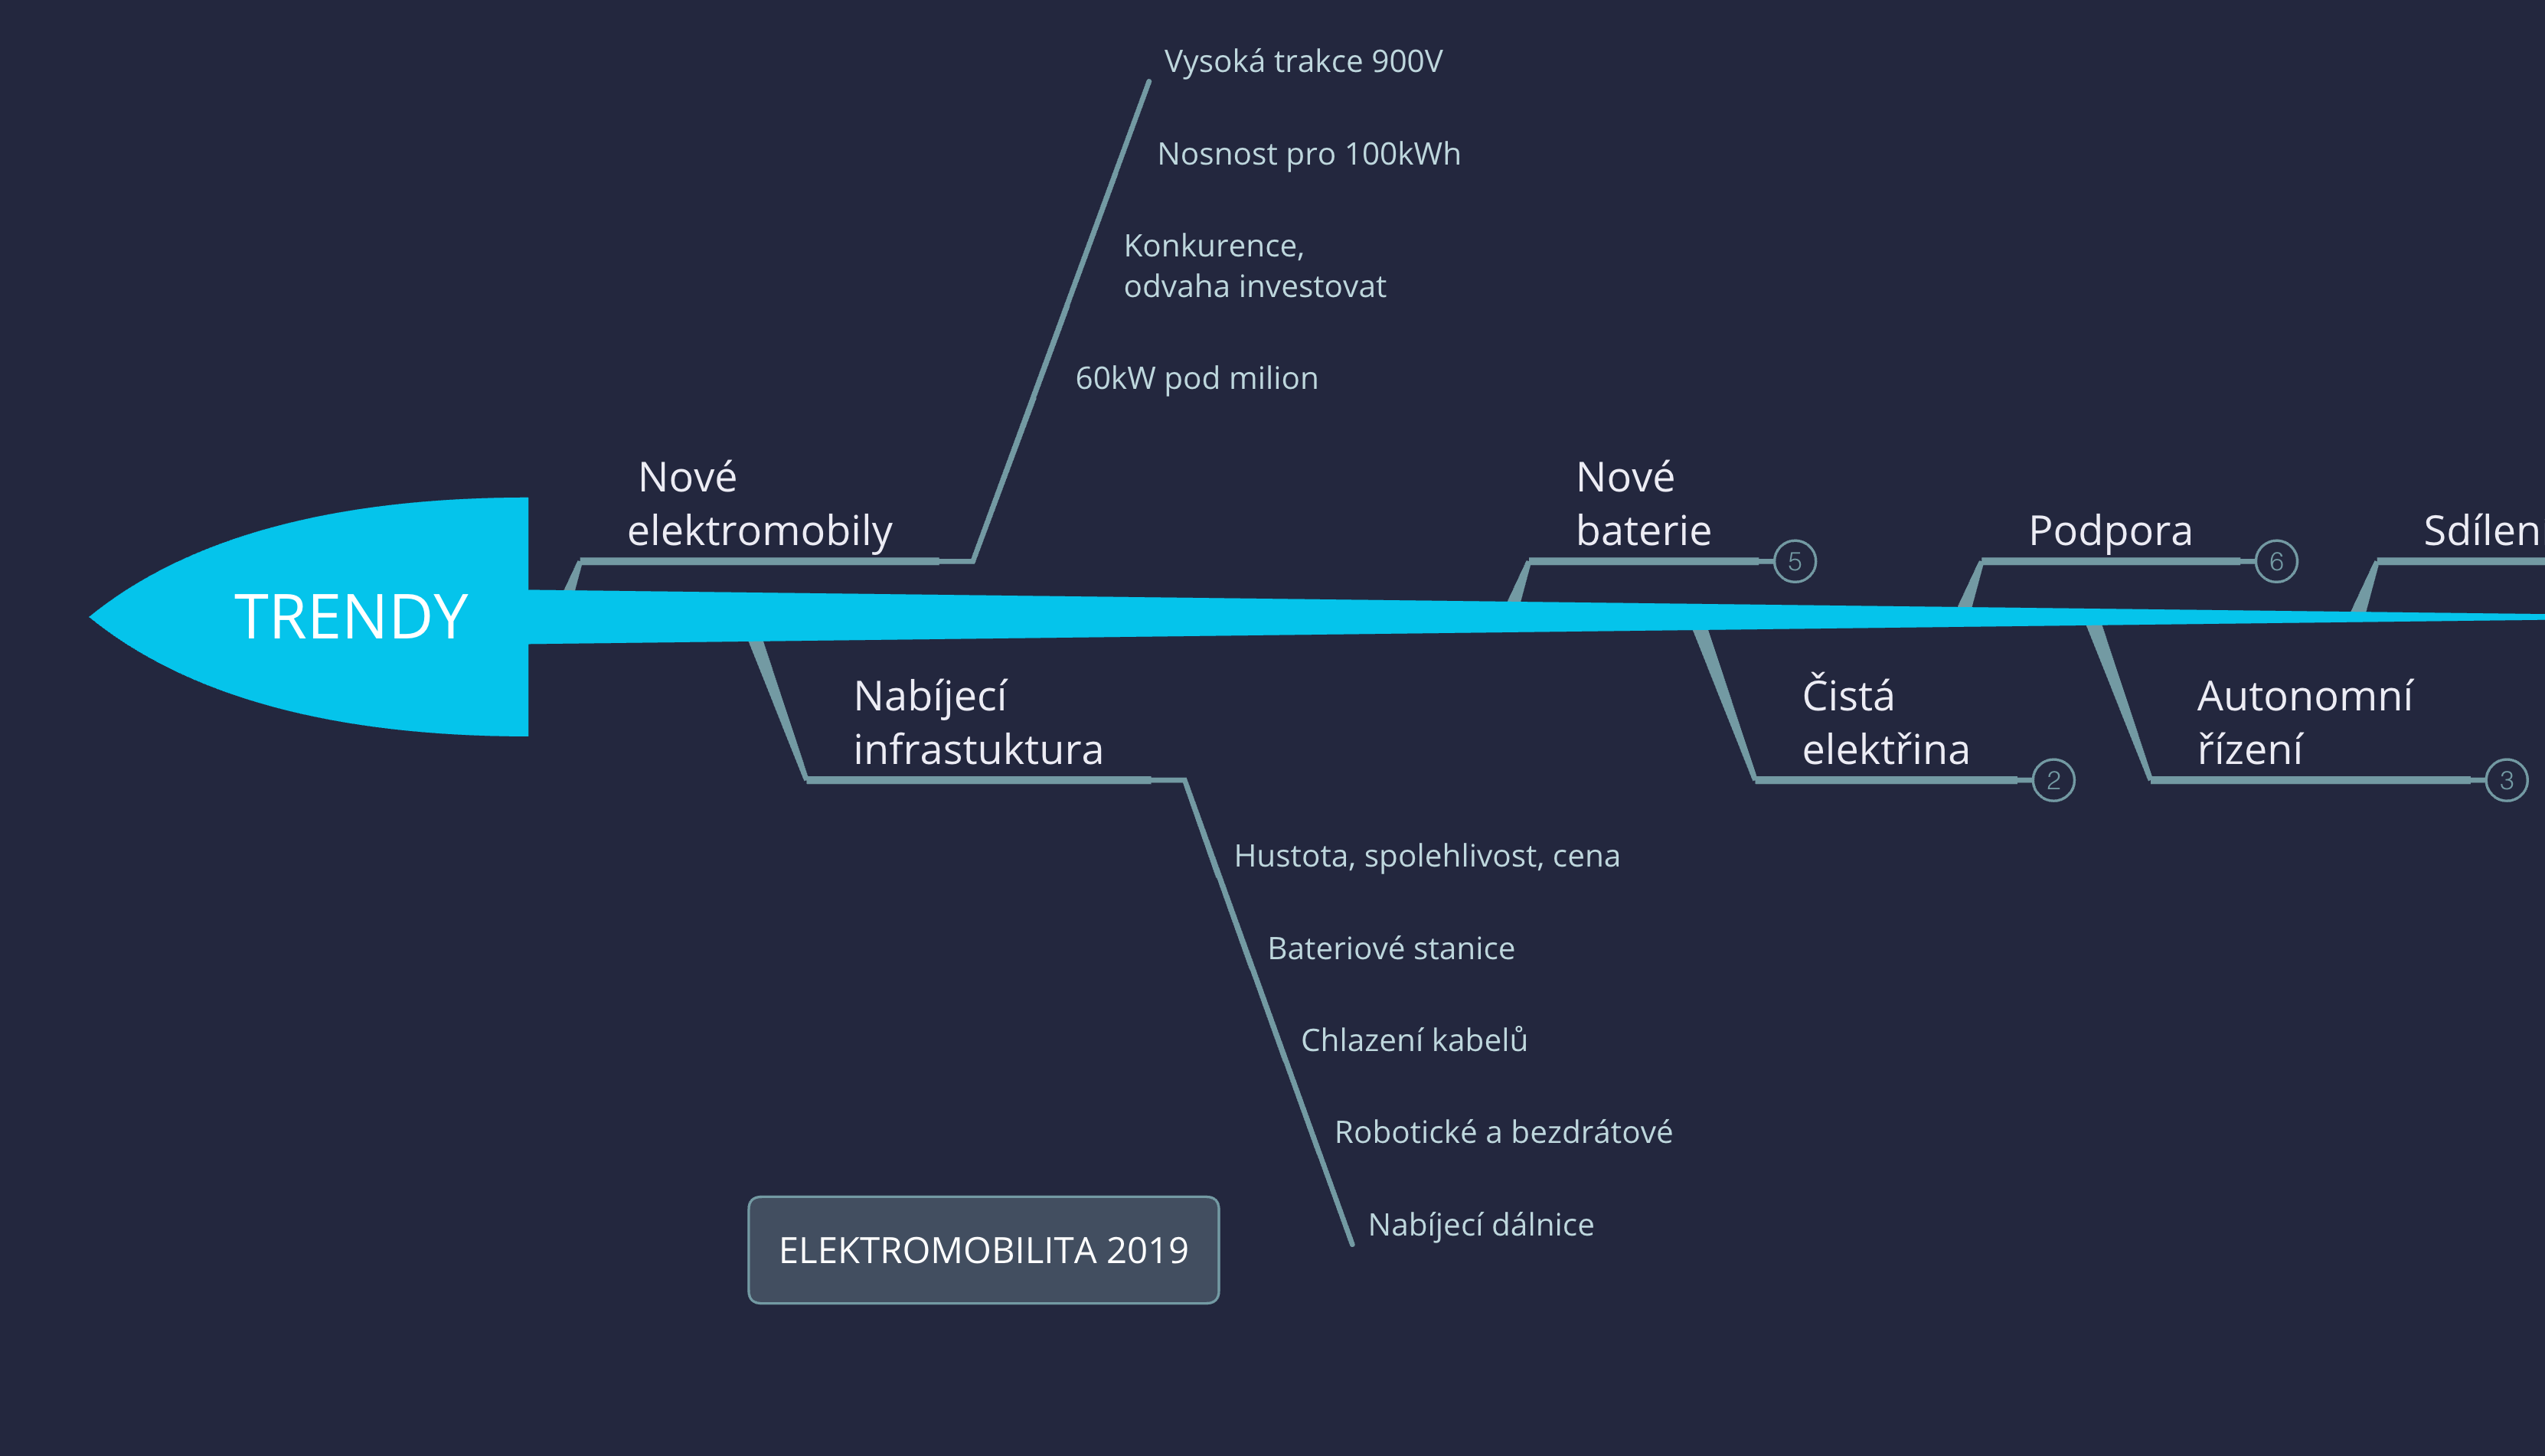 Vysoká trakce 900V
Nosnost pro 100kWh
Konkurence,
odvaha investovat
60kW pod milion
Nové
elektromobily
Nové
baterie
5
Podpora
6
Sdílen
TRENDY
Nabíjecí
infrastuktura
Čistá
elektřina
2
Autonomní
řízení
3
Hustota, spolehlivost, cena
Bateriové stanice
Chlazení kabelů
Robotické a bezdrátové
Nabíjecí dálnice
ELEKTROMOBILITA 2019